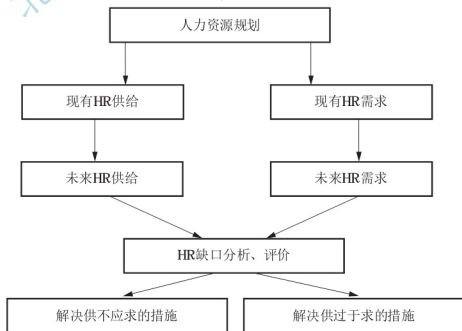 人力资源规划
现有HR供给
现有HR需求
未来HR供给
未来HR需求
HR缺口分析、评价
解决供不应求的措施
解决供过于求的措施